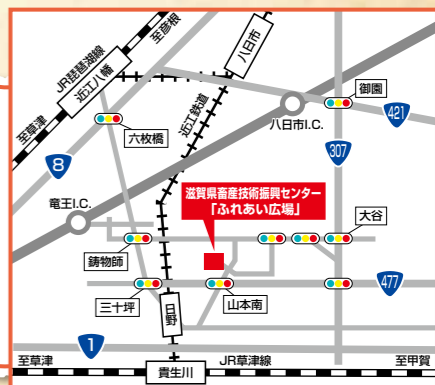 至彦根
JR琵琶湖線
近江八幡
至草津
八日市
近江鉄道
御園
八日市I.C.
421
六枚橋
8
307
竜王I.C.
滋賀県畜産技術振興センター
「ふれあい広場」
大谷
鋳物師
477
三十坪
日野
山本南
1
至草津
貴生川
JR草津線
至甲賀